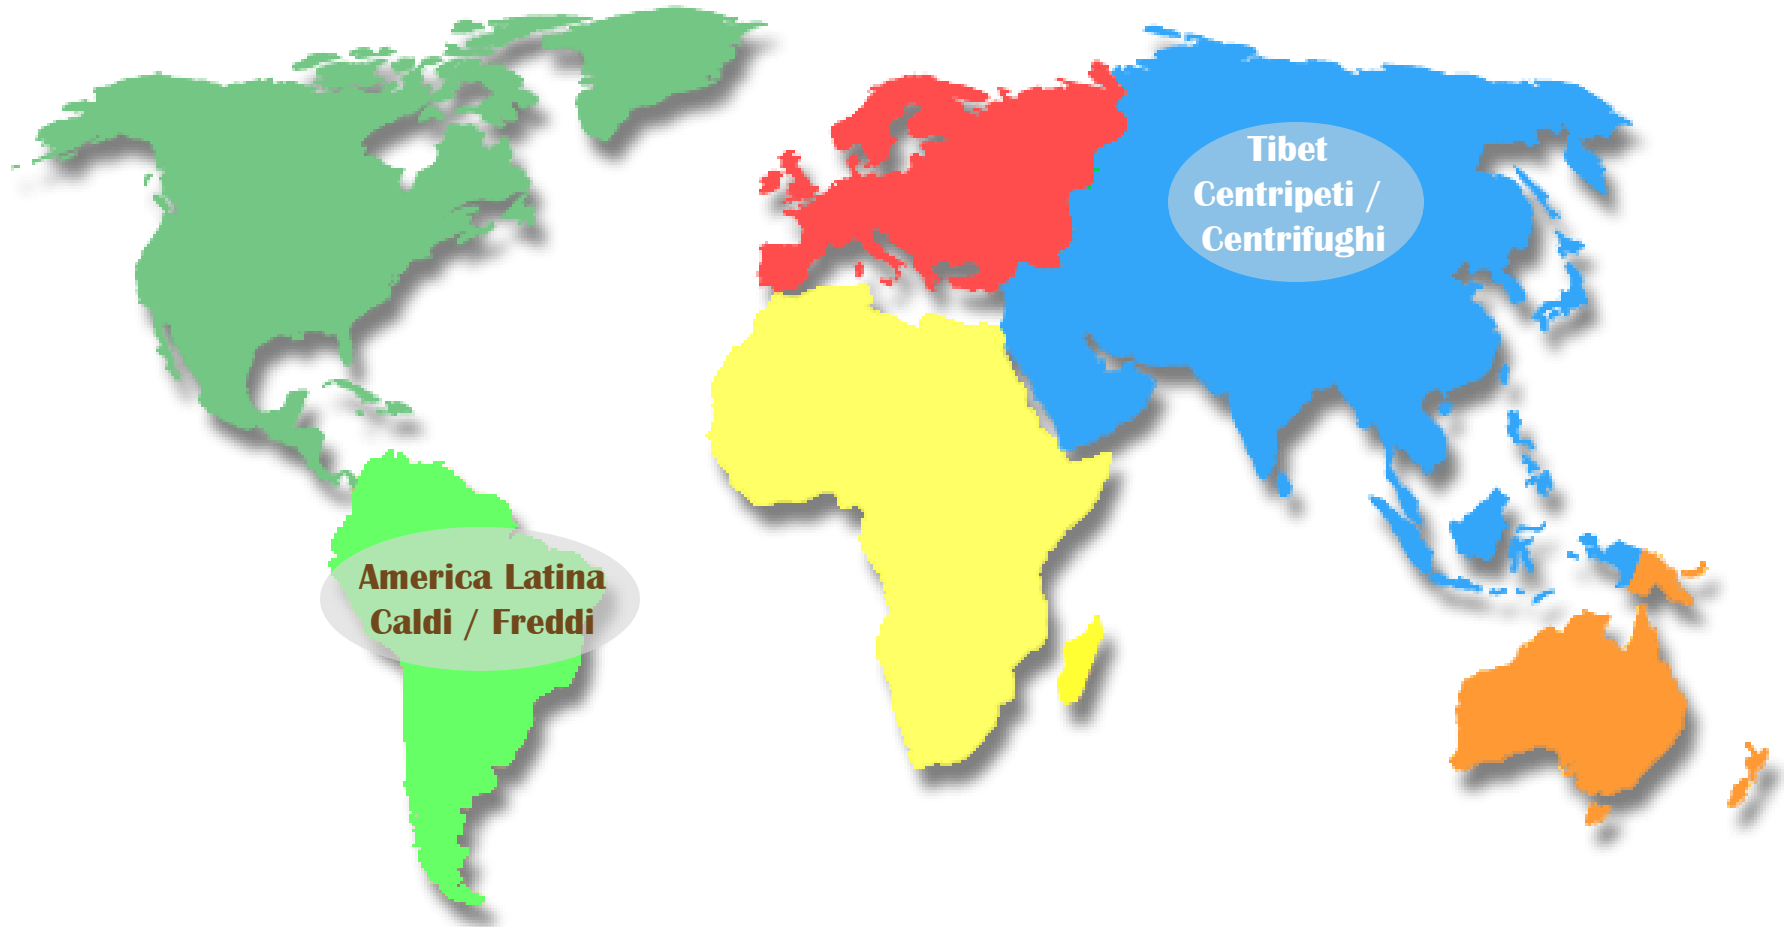 Tibet
Centripeti /
Centrifughi
America Latina
Caldi / Freddi